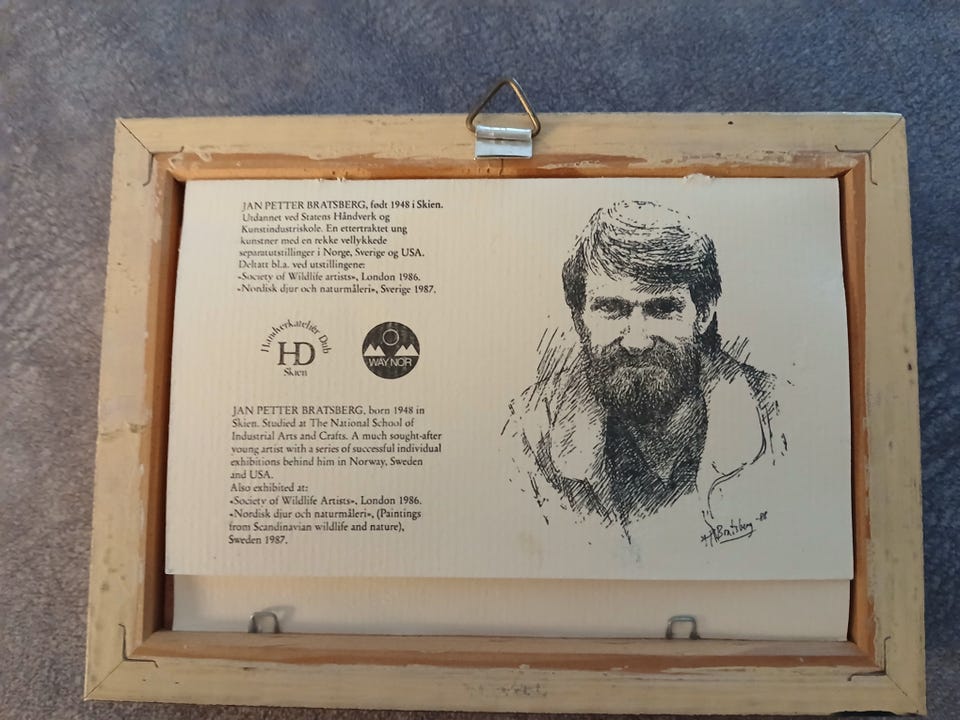 JAN PETTER BRATSBERG, født 1948 i Skien.
Utdannet ved Statens Håndverk og
Kunstindustriskole. En ettertraktet ung
kunstner med en rekke vellykkede
separatutstillinger i Norge, Sverige og USA.
Deltatt bl.a. ved utstillingene:
«Society of Wildlife artists», London 1986.
«Nordisk djur och naturmåleri», Sverige 1987.
Handverkateliér Dub
HD
Skien
WAY NOR
JAN PETTER BRATSBERG, born 1948 in
Skien. Studied at The National School of
Industrial Arts and Crafts. A much sought-after
young artist with a series of successful individual
exhibitions behind him in Norway, Sweden
and USA.
Also exhibited at:
«Society of Wildlife Artists», London 1986.
«Nordisk djur och naturmåleri», (Paintings
from Scandinavian wildlife and nature),
Sweden 1987.
Bratsberg -88